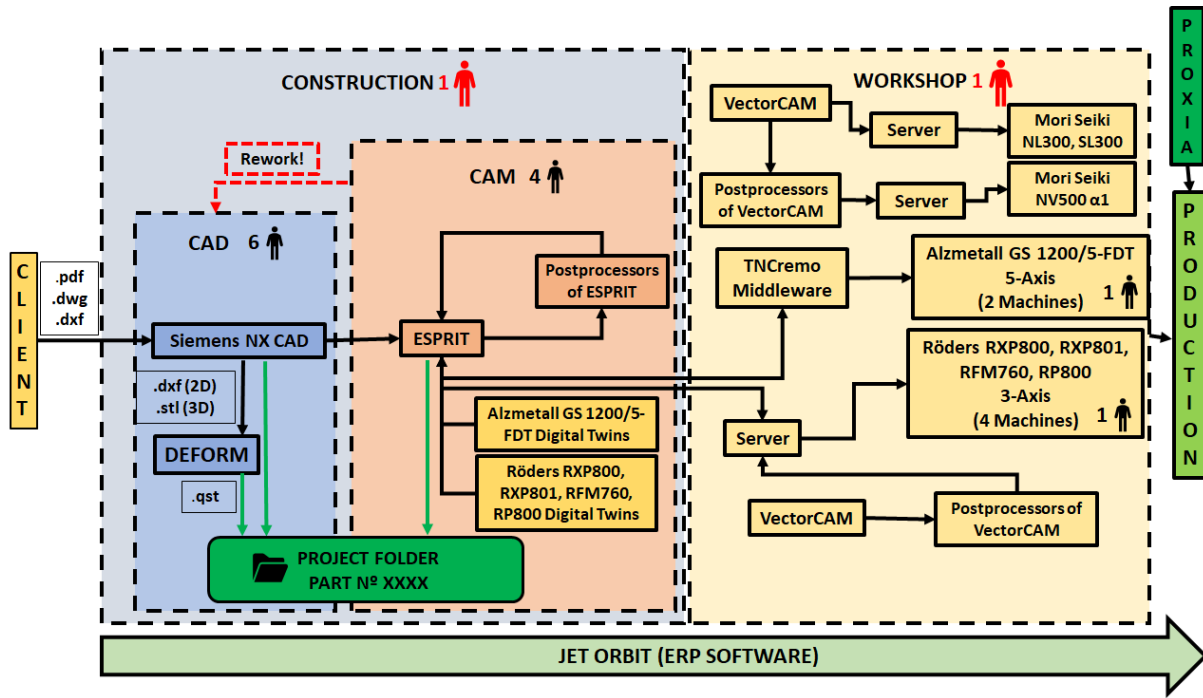 CLIENT
.pdf
.dwg
.dxf
CONSTRUCTION 1
Rework!
CAD 6
Siemens NX CAD
.dxf (2D)
.stl (3D)
DEFORM
.qst
CAM 4
Postprocessors
of ESPRIT
ESPRIT
Alzmetall GS 1200/5-
FDT Digital Twins
Röders RXP800,
RXP801, RFM760,
RP800 Digital Twins
PROJECT FOLDER
PART Nº XXXX
WORKSHOP 1
VectorCAM
Server
Mori Seiki
NL300, SL300
Postprocessors
of VectorCAM
Server
Mori Seiki
NV500 α1
TNCremo
Middleware
Alzmetall GS 1200/5-FDT
5-Axis
(2 Machines) 1
Röders RXP800, RXP801,
RFM760, RP800
3-Axis
(4 Machines) 1
Server
VectorCAM
Postprocessors of
VectorCAM
PROXIA
PRODUCTION
JET ORBIT (ERP SOFTWARE)